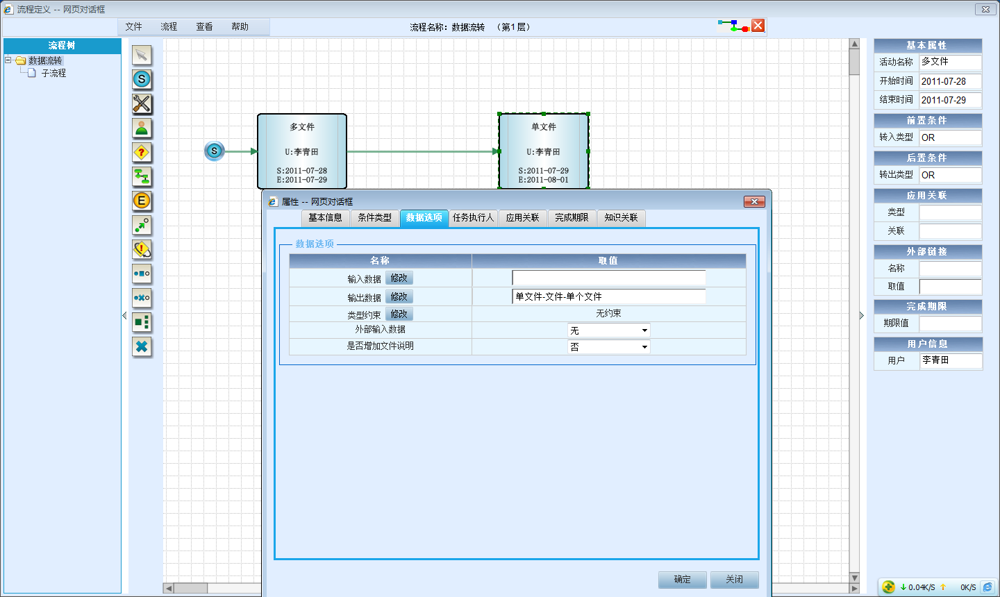 流程定义 -- 网页对话框
文件 流程 查看 帮助
流程名称：数据流转 （第1层）
流程树
数据流转
子流程
S
?
E
!
S
多文件
U:李青田
S:2011-07-28
E:2011-07-29
单文件
U:李青田
S:2011-07-29
E:2011-08-01
属性 -- 网页对话框
基本信息 条件类型 数据选项 任务执行人 应用关联 完成期限 知识关联
数据选项
名称 取值
输入数据 修改
输出数据 修改 单文件-文件-单个文件
类型约束 修改 无约束
外部输入数据 无
是否增加文件说明 否
确定 关闭
基本属性
活动名称 多文件
开始时间 2011-07-28
结束时间 2011-07-29
前置条件
转入类型 OR
后置条件
转出类型 OR
应用关联
类型
关联
外部链接
名称
取值
完成期限
期限值
用户信息
用户 李青田
0.04K/S 0K/S